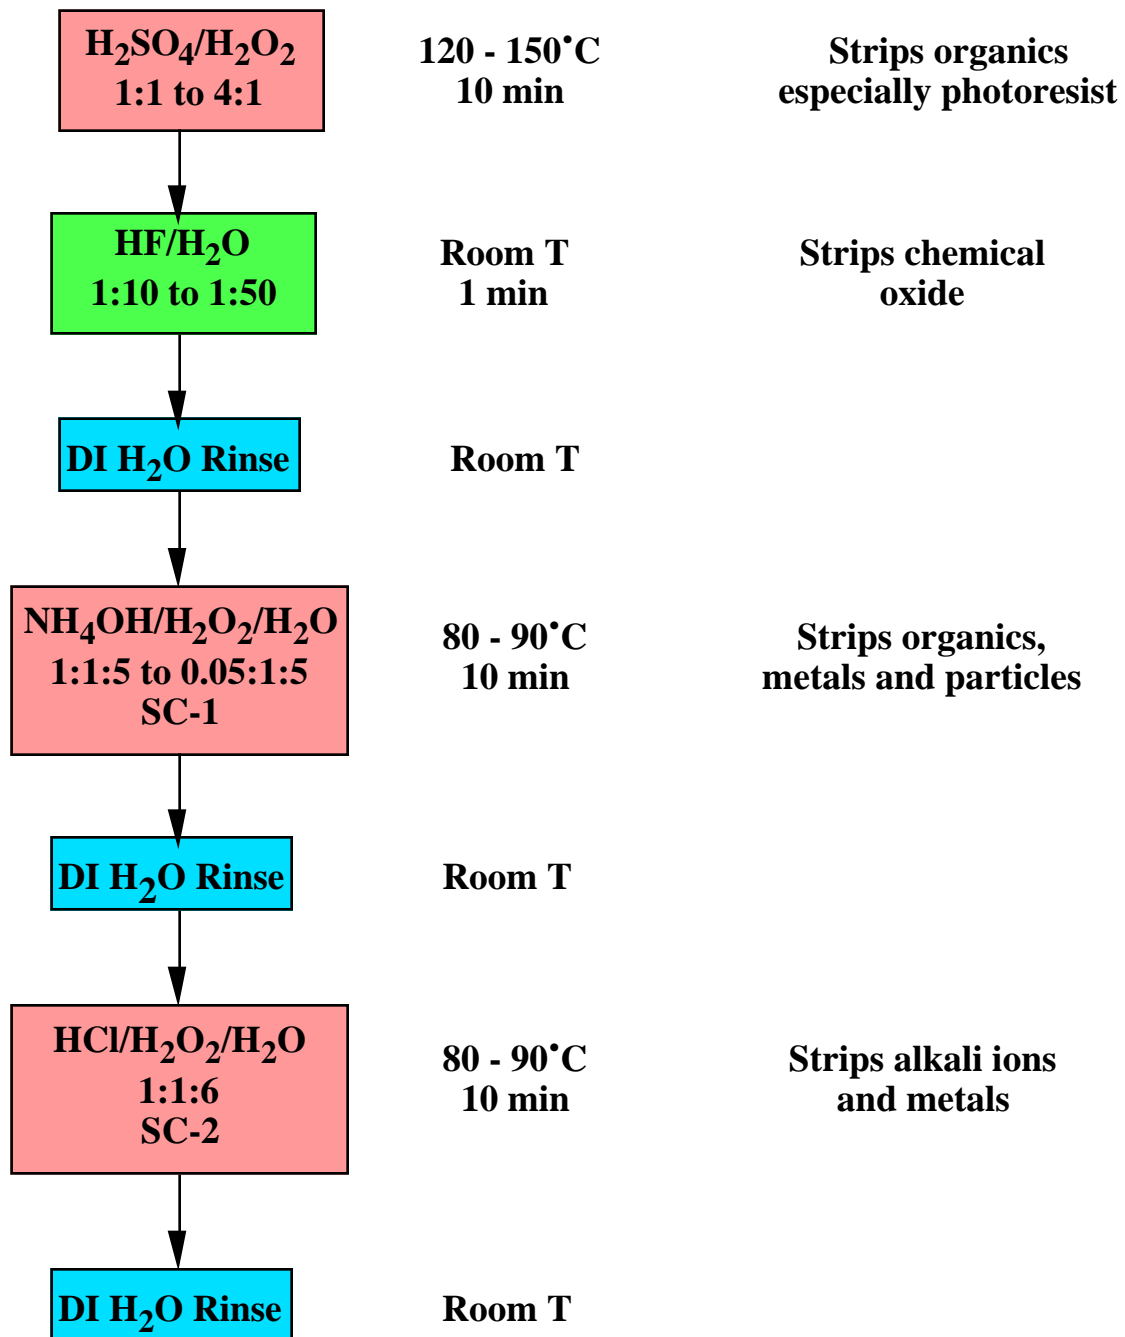 H₂SO₄/H₂O₂
1:1 to 4:1
120 - 150°C
10 min
Strips organics
especially photoresist
HF/H₂O
1:10 to 1:50
Room T
1 min
Strips chemical
oxide
DI H₂O Rinse
Room T
NH₄OH/H₂O₂/H₂O
1:1:5 to 0.05:1:5
SC-1
80 - 90°C
10 min
Strips organics,
metals and particles
DI H₂O Rinse
Room T
HCl/H₂O₂/H₂O
1:1:6
SC-2
80 - 90°C
10 min
Strips alkali ions
and metals
DI H₂O Rinse
Room T